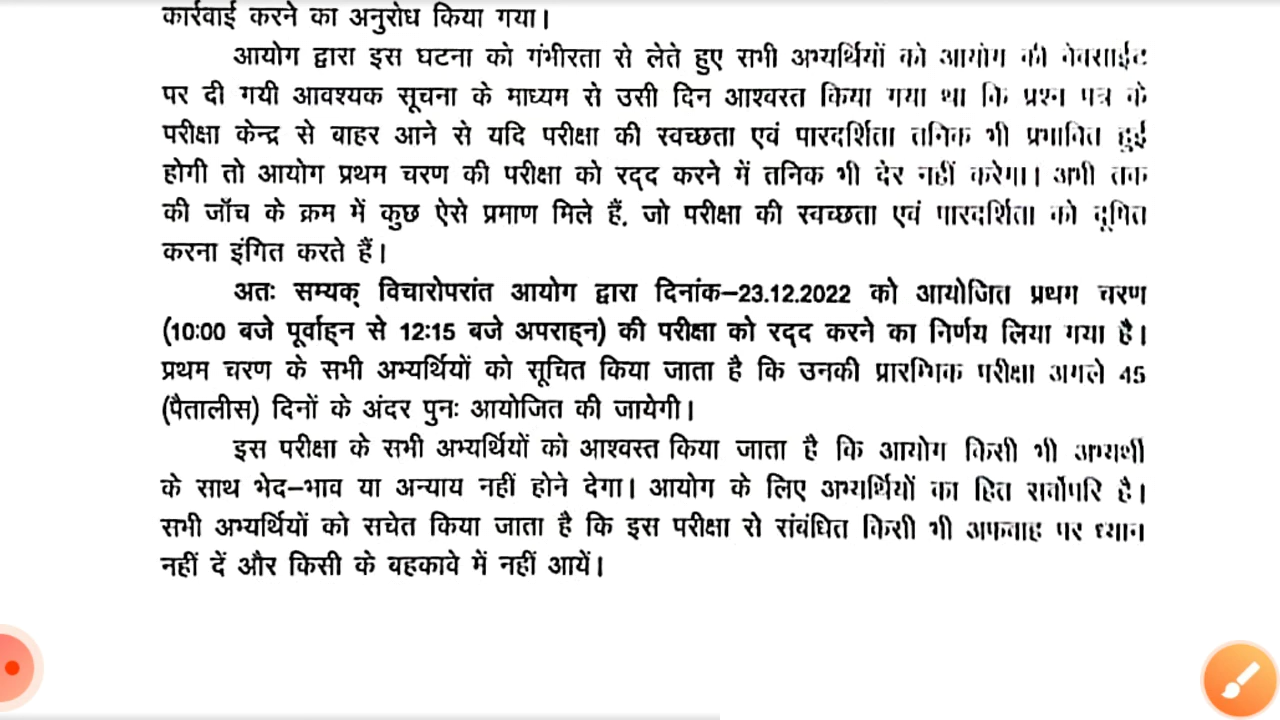 कार्रवाई करने का अनुरोध किया गया।
आयोग द्वारा इस घटना को गंभीरता से लेते हुए सभी अभ्यर्थियों को आयोग की वेबसाईट
पर दी गयी आवश्यक सूचना के माध्यम से उसी दिन आश्वस्त किया गया था कि प्रश्न पत्र के
परीक्षा केन्द्र से बाहर आने से यदि परीक्षा की स्वच्छता एवं पारदर्शिता तनिक भी प्रभावित हुई
होगी तो आयोग प्रथम चरण की परीक्षा को रद्द करने में तनिक भी देर नहीं करेगा। अभी तक
की जॉच के क्रम में कुछ ऐसे प्रमाण मिले हैं, जो परीक्षा की स्वच्छता एवं पारदर्शिता को दूषित
करना इंगित करते हैं।
अतः सम्यक् विचारोपरांत आयोग द्वारा दिनांक–23.12.2022 को आयोजित प्रथम चरण
(10:00 बजे पूर्वाह्न से 12:15 बजे अपराह्न) की परीक्षा को रद्द करने का निर्णय लिया गया है।
प्रथम चरण के सभी अभ्यर्थियों को सूचित किया जाता है कि उनकी प्रारम्भिक परीक्षा अगले 45
(पैतालीस) दिनों के अंदर पुनः आयोजित की जायेगी।
इस परीक्षा के सभी अभ्यर्थियों को आश्वस्त किया जाता है कि आयोग किसी भी अभ्यर्थी
के साथ भेद–भाव या अन्याय नहीं होने देगा। आयोग के लिए अभ्यर्थियों का हित सर्वोपरि है।
सभी अभ्यर्थियों को सचेत किया जाता है कि इस परीक्षा से संबंधित किसी भी अफवाह पर ध्यान
नहीं दें और किसी के बहकावे में नहीं आयें।